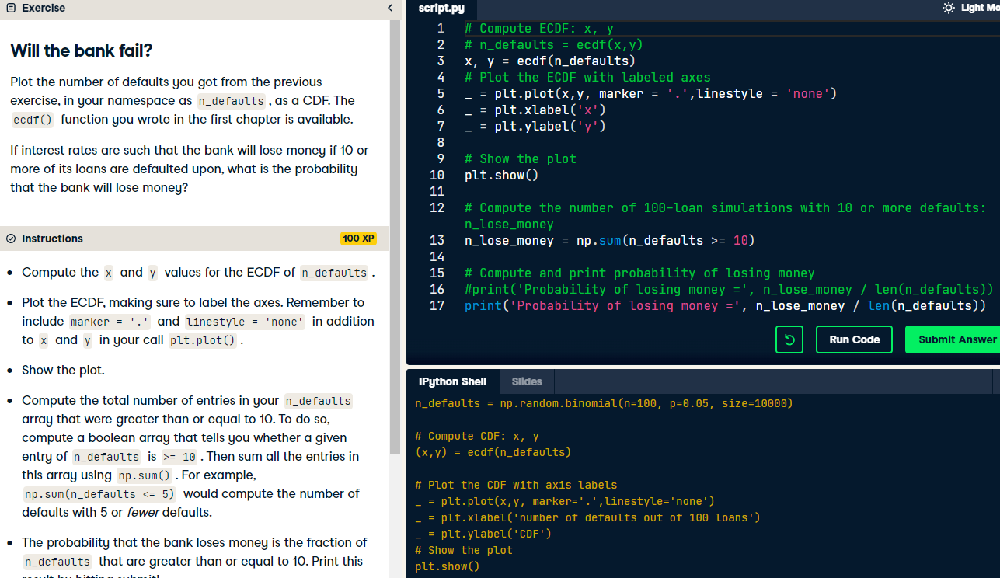 Exercise
Will the bank fail?
Plot the number of defaults you got from the previous
exercise, in your namespace as n_defaults , as a CDF. The
ecdf() function you wrote in the first chapter is available.
If interest rates are such that the bank will lose money if 10 or
more of its loans are defaulted upon, what is the probability
that the bank will lose money?
Instructions 100 XP
• Compute the x and y values for the ECDF of n_defaults .
• Plot the ECDF, making sure to label the axes. Remember to
include marker = '.' and linestyle = 'none' in addition
to x and y in your call plt.plot() .
• Show the plot.
• Compute the total number of entries in your n_defaults
array that were greater than or equal to 10. To do so,
compute a boolean array that tells you whether a given
entry of n_defaults is >= 10 . Then sum all the entries in
this array using np.sum() . For example,
np.sum(n_defaults <= 5) would compute the number of
defaults with 5 or fewer defaults.
• The probability that the bank loses money is the fraction of
n_defaults that are greater than or equal to 10. Print this
result by hitting submit!
script.py Light Mo
1 # Compute ECDF: x, y
2 # n_defaults = ecdf(x,y)
3 x, y = ecdf(n_defaults)
4 # Plot the ECDF with labeled axes
5 _ = plt.plot(x,y, marker = '.',linestyle = 'none')
6 _ = plt.xlabel('x')
7 _ = plt.ylabel('y')
8
9 # Show the plot
10 plt.show()
11
12 # Compute the number of 100-loan simulations with 10 or more defaults:
n_lose_money
13 n_lose_money = np.sum(n_defaults >= 10)
14
15 # Compute and print probability of losing money
16 #print('Probability of losing money =', n_lose_money / len(n_defaults))
17 print('Probability of losing money =', n_lose_money / len(n_defaults))
Run Code Submit Answer
IPython Shell Slides
n_defaults = np.random.binomial(n=100, p=0.05, size=10000)
# Compute CDF: x, y
(x,y) = ecdf(n_defaults)
# Plot the CDF with axis labels
_ = plt.plot(x,y, marker='.',linestyle='none')
_ = plt.xlabel('number of defaults out of 100 loans')
_ = plt.ylabel('CDF')
# Show the plot
plt.show()